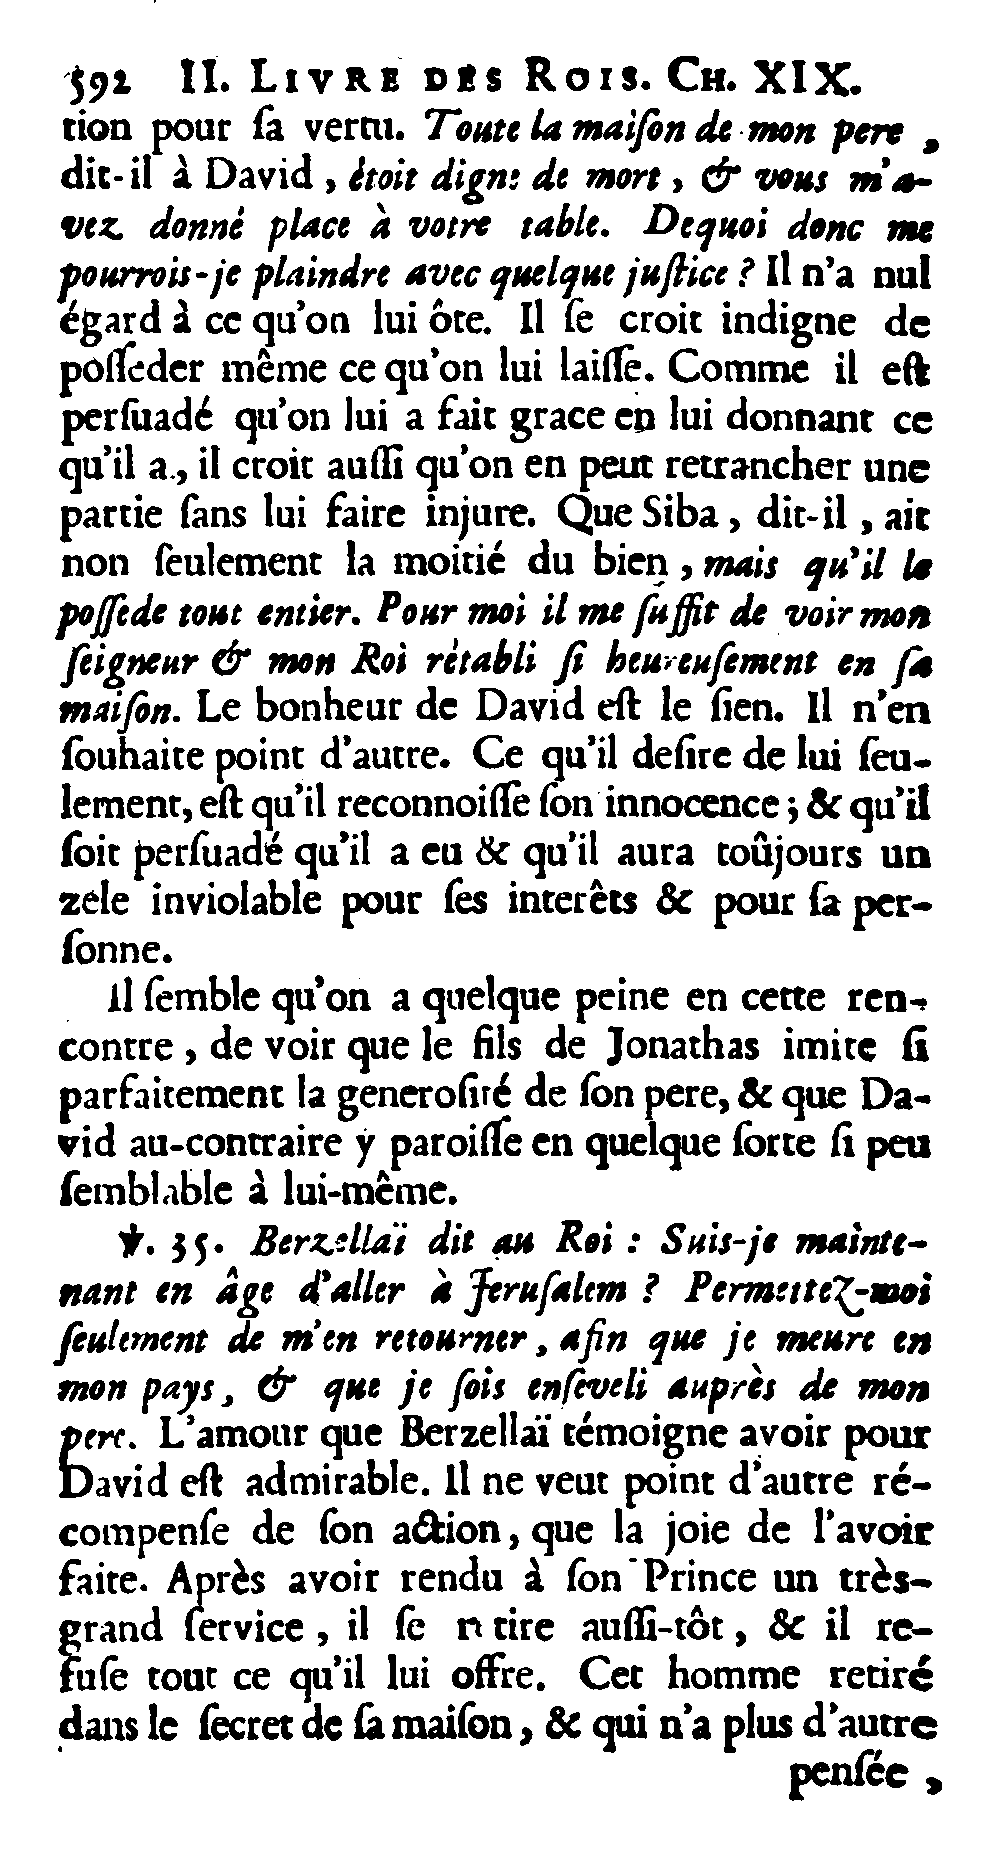 592 II. LIVRE DES ROIS. CH. XIX.
tion pour ſa vertu. Toute la maiſon de mon pere,
dit-il à David, étoit digne de mort, & vous m'a-
vez donné place à votre table. Dequoi donc me
pourrois-je plaindre avec quelque juſtice? Il n'a nul
égard à ce qu'on lui ôte. Il ſe croit indigne de
poſſeder même ce qu'on lui laiſſe. Comme il eſt
perſuadé qu'on lui a fait grace en lui donnant ce
qu'il a, il croit auſſi qu'on en peut retrancher une
partie ſans lui faire injure. Que Siba, dit-il, ait
non ſeulement la moitié du bien, mais qu'il le
poſſede tout entier. Pour moi il me ſuffit de voir mon
ſeigneur & mon Roi rétabli ſi heureuſement en ſa
maiſon. Le bonheur de David eſt le ſien. Il n'en
ſouhaite point d'autre. Ce qu'il deſire de lui ſeu-
lement, eſt qu'il reconnoiſſe ſon innocence; & qu'il
ſoit perſuadé qu'il a eu & qu'il aura toûjours un
zele inviolable pour ſes interêts & pour ſa per-
ſonne.
Il ſemble qu'on a quelque peine en cette ren-
contre, de voir que le fils de Jonathas imite ſi
parfaitement la generoſité de ſon pere, & que Da-
vid au-contraire y paroiſſe en quelque ſorte ſi peu
ſemblable à lui-même.
℣. 35. Berzellaï dit au Roi: Suis-je mainte-
nant en âge d'aller à Jeruſalem? Permettez-moi
ſeulement de m'en retourner, afin que je meure en
mon pays, & que je ſois enſeveli auprès de mon
pere. L'amour que Berzellaï témoigne avoir pour
David eſt admirable. Il ne veut point d'autre ré-
compenſe de ſon action, que la joie de l'avoir
faite. Après avoir rendu à ſon Prince un très-
grand ſervice, il ſe retire auſſi-tôt, & il re-
fuſe tout ce qu'il lui offre. Cet homme retiré
dans le ſecret de ſa maiſon, & qui n'a plus d'autre
penſée,